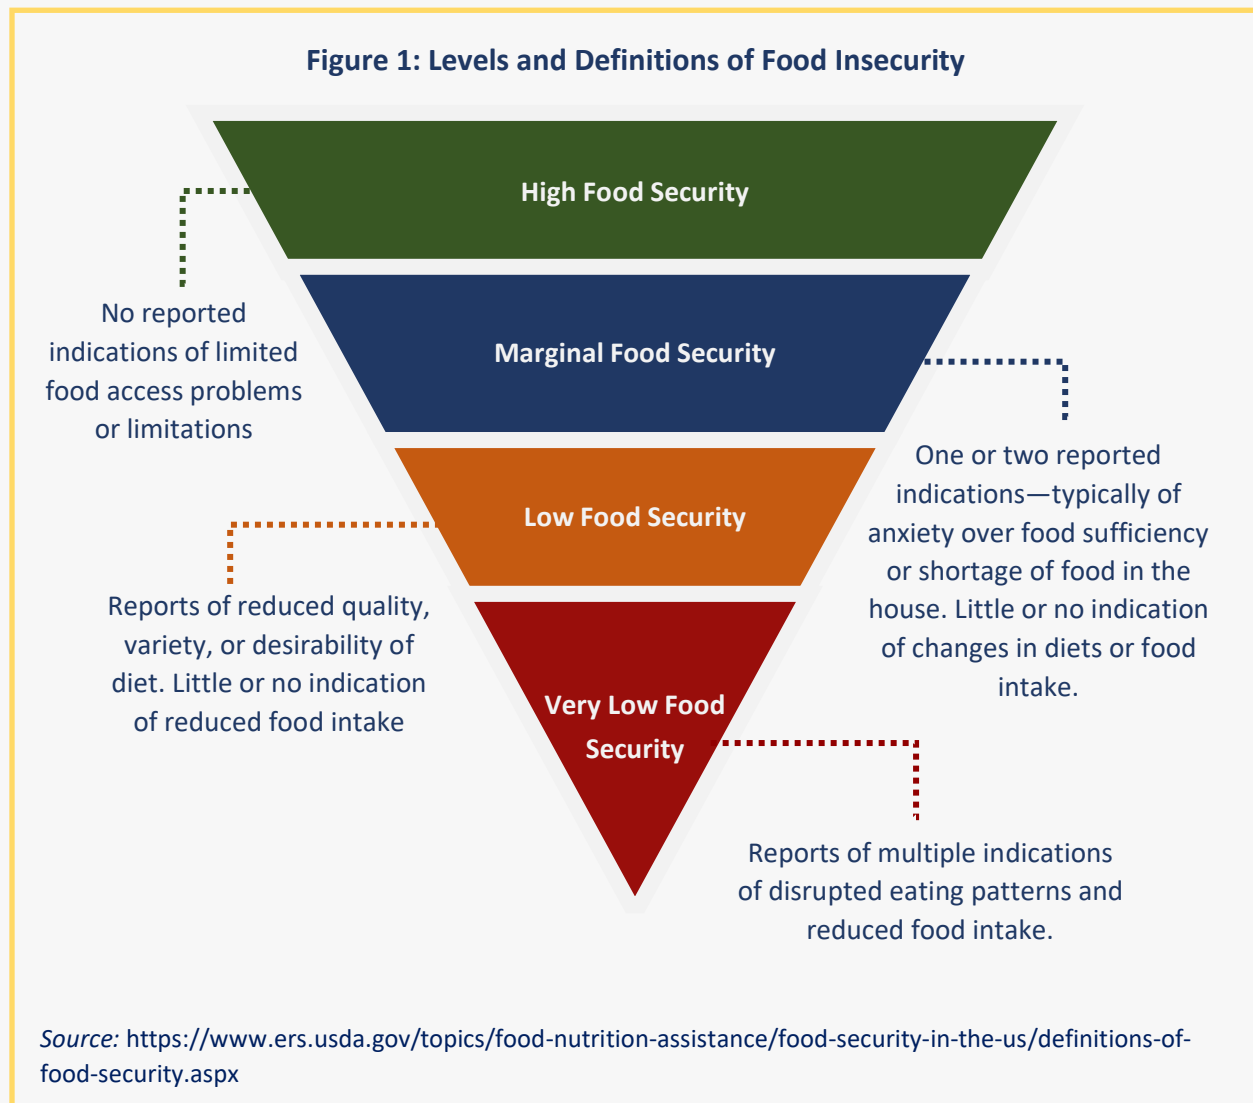 Figure 1: Levels and Definitions of Food Insecurity
High Food Security
No reported
indications of limited
food access problems
or limitations
Marginal Food Security
One or two reported
indications—typically of
anxiety over food sufficiency
or shortage of food in the
house. Little or no indication
of changes in diets or food
intake.
Low Food Security
Reports of reduced quality,
variety, or desirability of
diet. Little or no indication
of reduced food intake
Very Low Food
Security
Reports of multiple indications
of disrupted eating patterns and
reduced food intake.
Source: https://www.ers.usda.gov/topics/food-nutrition-assistance/food-security-in-the-us/definitions-of-
food-security.aspx